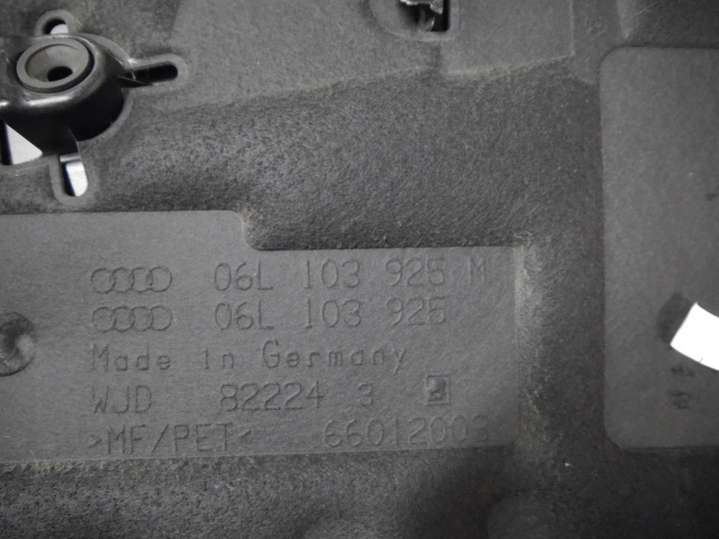 06L 103 925 M
06L 103 925
Made in Germany
WJD 82224 3
>MF/PET< 66012003